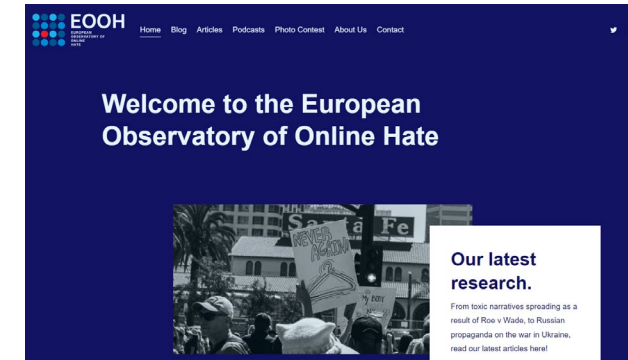 EOOH
EUROPEAN
OBSERVATORY OF
ONLINE
HATE
Home Blog Articles Podcasts Photo Contest About Us Contact
Welcome to the European
Observatory of Online Hate
Santa Fe
NEVER
AGAIN!
My BODY
Our latest
research.
From toxic narratives spreading as a
result of Roe v Wade, to Russian
propaganda on the war in Ukraine,
read our latest articles here!